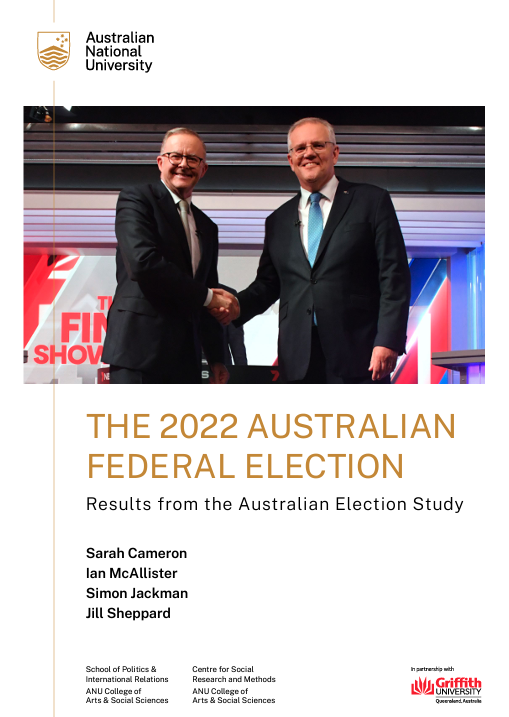 Australian
National
University
FIN
SHOW
THE 2022 AUSTRALIAN
FEDERAL ELECTION
Results from the Australian Election Study
Sarah Cameron
Ian McAllister
Simon Jackman
Jill Sheppard
School of Politics &
International Relations
ANU College of
Arts & Social Sciences
Centre for Social
Research and Methods
ANU College of
Arts & Social Sciences
In partnership with
Griffith
UNIVERSITY
Queensland, Australia